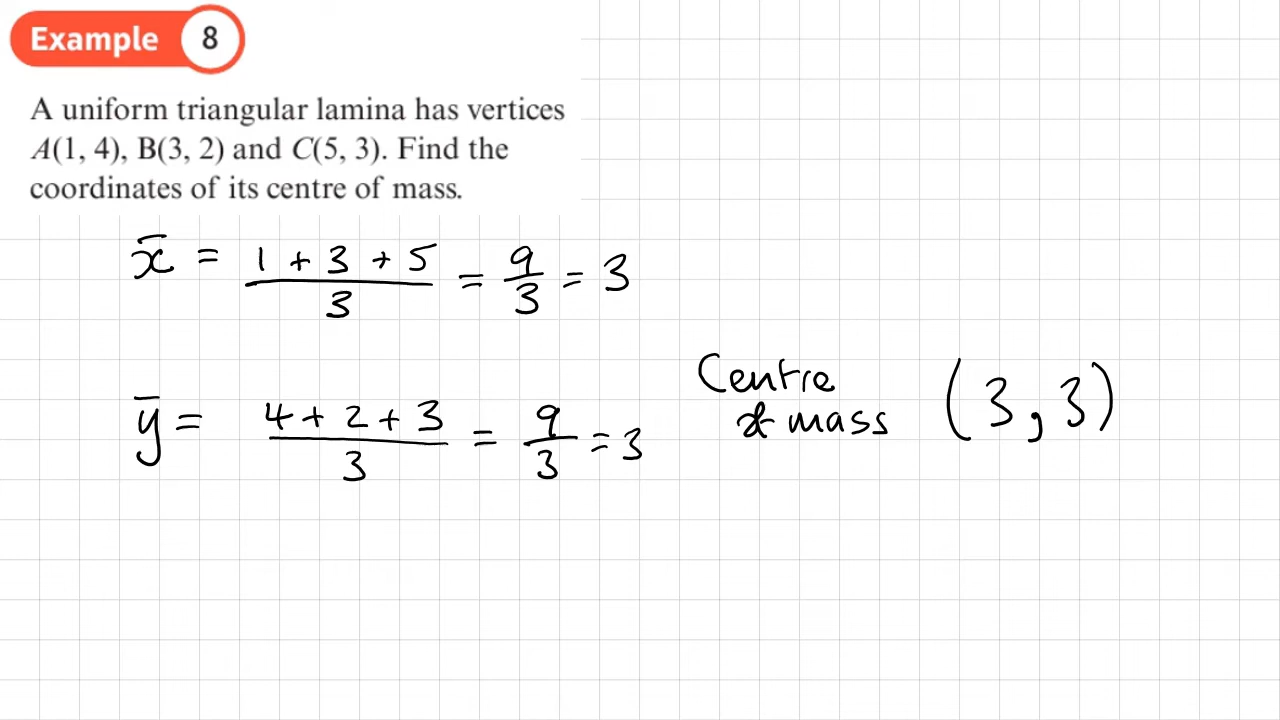 Example 8
A uniform triangular lamina has vertices
A(1, 4), B(3, 2) and C(5, 3). Find the
coordinates of its centre of mass.
x̄ = (1 + 3 + 5)/3 = 9/3 = 3
ȳ = (4 + 2 + 3)/3 = 9/3 = 3
Centre
of mass (3, 3)